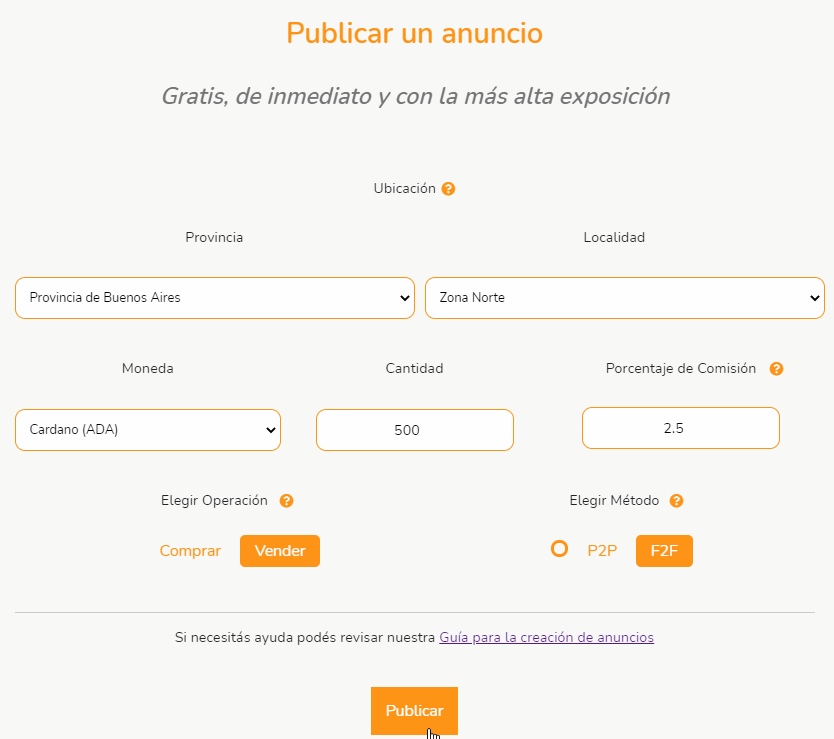 Publicar un anuncio
Gratis, de inmediato y con la más alta exposición
Ubicación ?
Provincia Localidad
Provincia de Buenos Aires Zona Norte
Moneda Cantidad Porcentaje de Comisión ?
Cardano (ADA) 500 2.5
Elegir Operación ? Elegir Método ?
Comprar Vender P2P F2F
Si necesitás ayuda podés revisar nuestra Guía para la creación de anuncios
Publicar